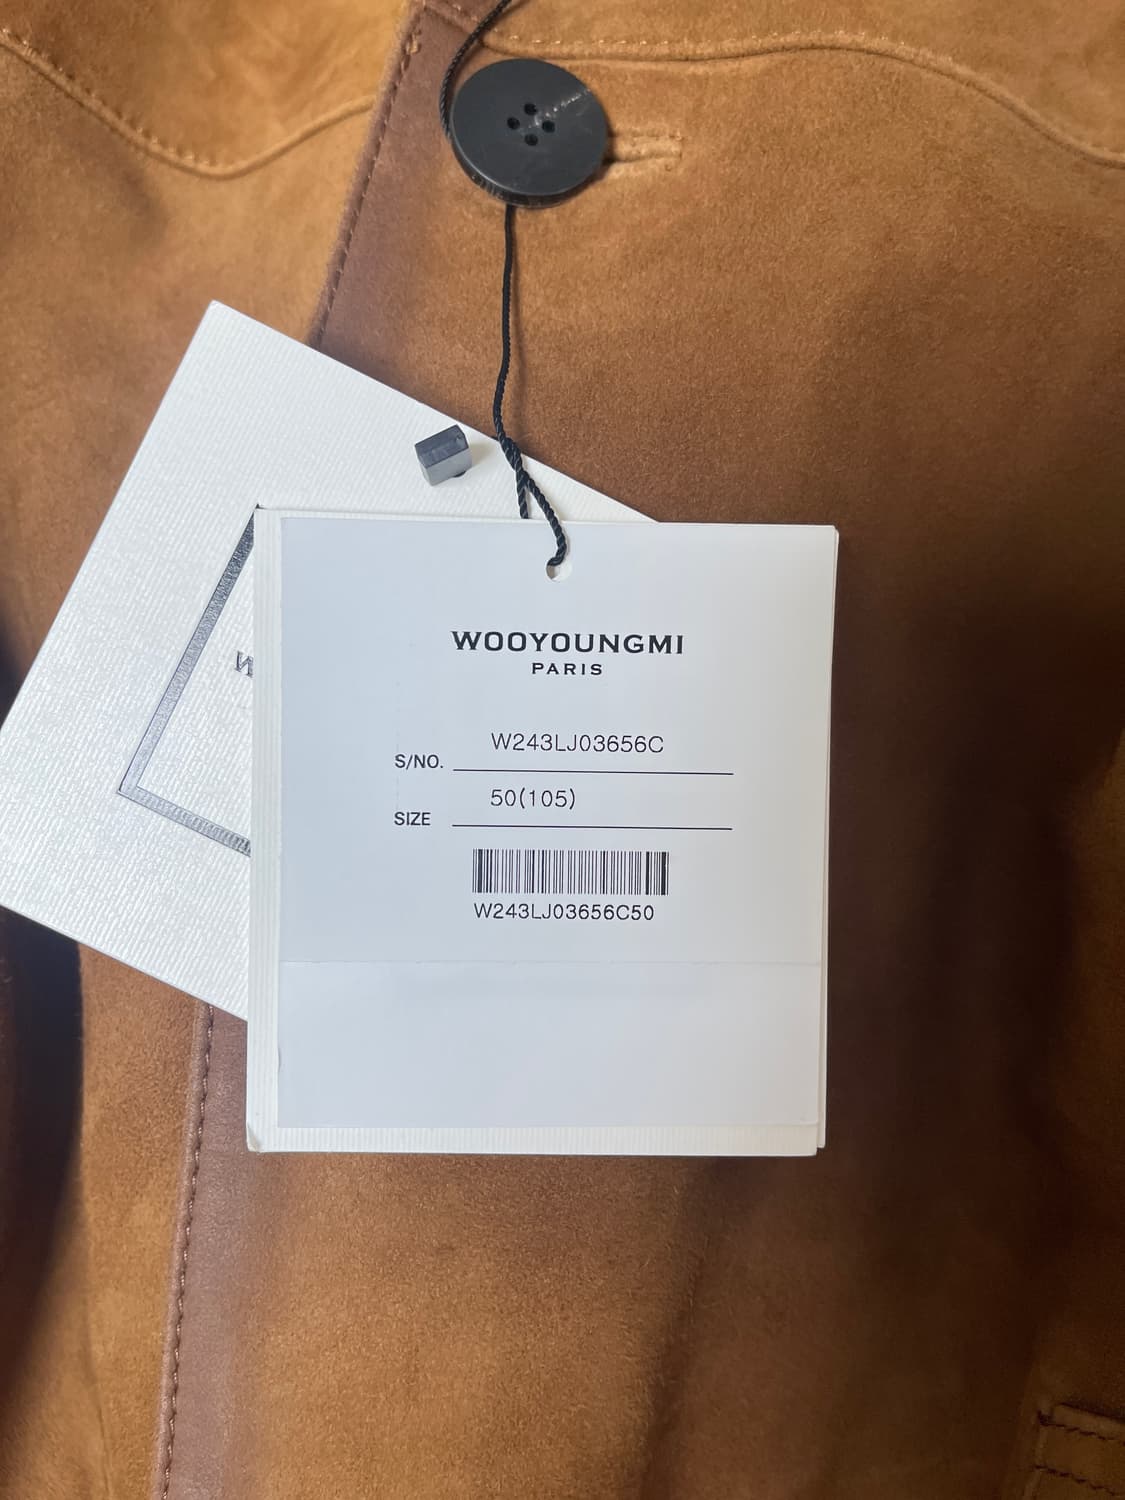 WOOYOUNGMI
PARIS
W243LJ03656C
S/NO.
50(105)
SIZE
W243LJ03656C50